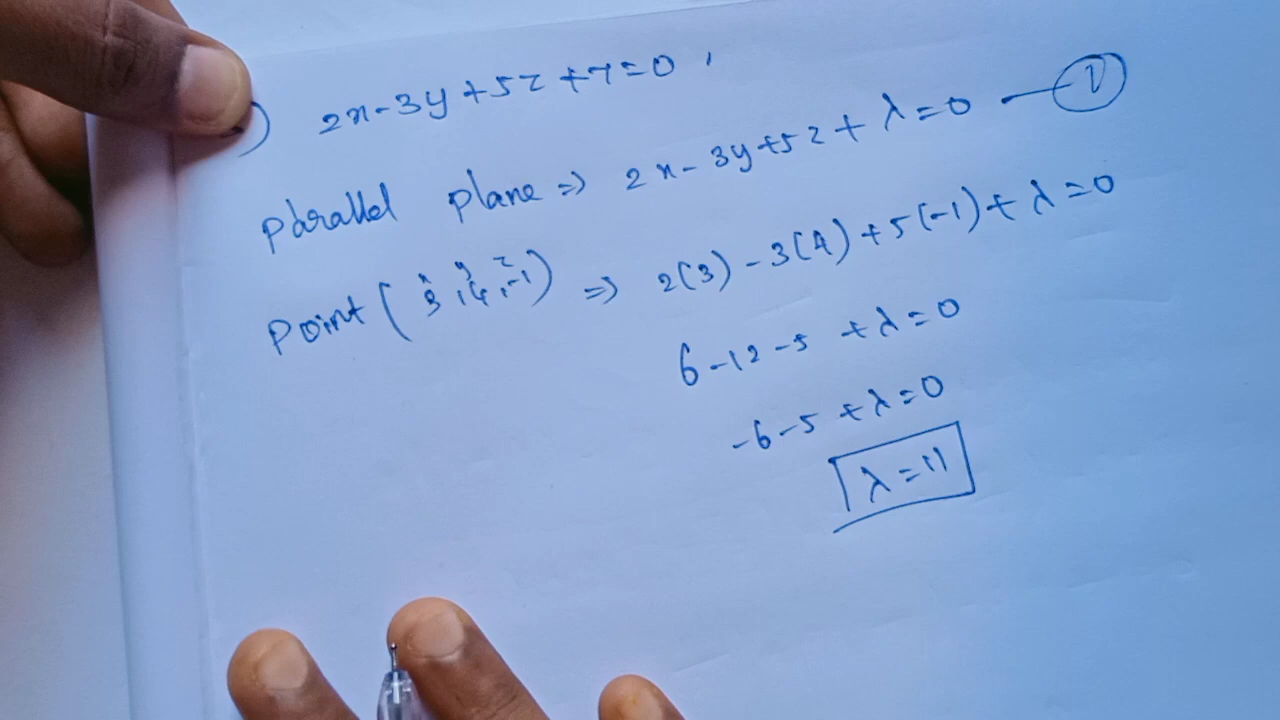 ) 2x-3y+5z+7=0,
Parallel plane => 2x-3y+5z+λ=0 — 1
x y z
Point (3,4,-1) => 2(3)-3(4)+5(-1)+λ=0
6-12-5+λ=0
-6-5+λ=0
λ=11